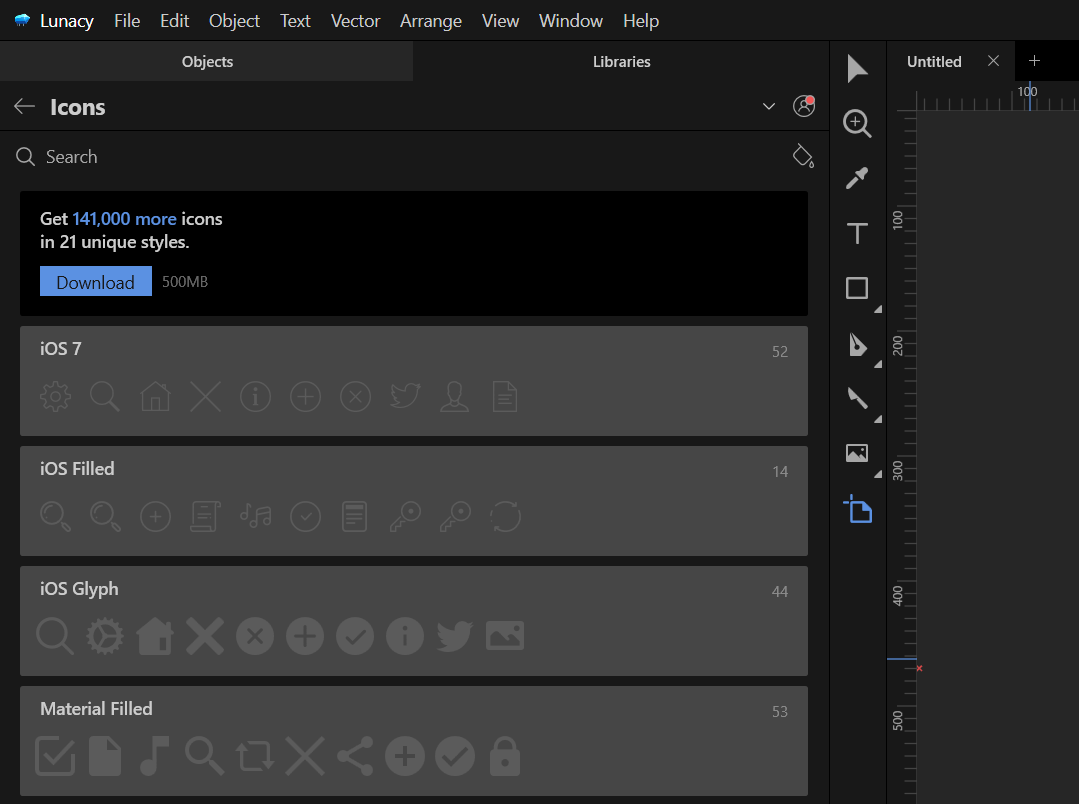 Lunacy File Edit Object Text Vector Arrange View Window Help
Objects Libraries Untitled
Icons
100
Search
Get 141,000 more icons
in 21 unique styles.
Download 500MB
iOS 7 52
iOS Filled 14
iOS Glyph 44
Material Filled 53
100
200
300
400
500